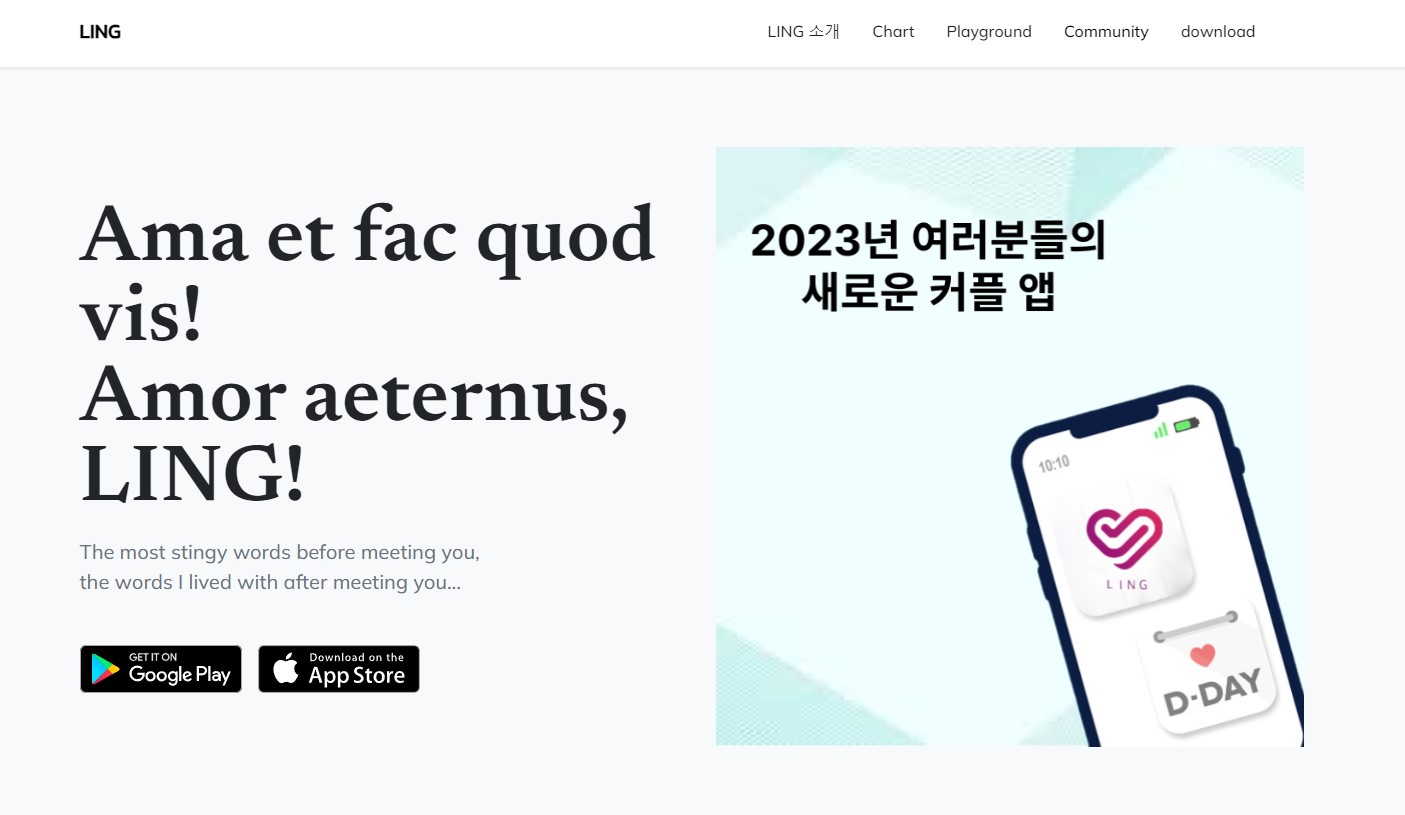 LING
LING 소개
Chart
Playground
Community
download
Ama et fac quod
vis!
Amor aeternus,
LING!
The most stingy words before meeting you,
the words I lived with after meeting you...
GET IT ON
Google Play
Download on the
App Store
2023년 여러분들의
새로운 커플 앱
10:10
LING
D-DAY